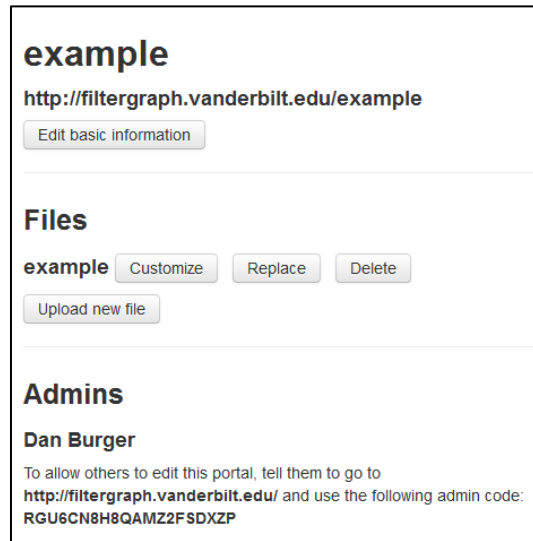 example
http://filtergraph.vanderbilt.edu/example
Edit basic information
Files
example Customize Replace Delete
Upload new file
Admins
Dan Burger
To allow others to edit this portal, tell them to go to
http://filtergraph.vanderbilt.edu/ and use the following admin code:
RGU6CN8H8QAMZ2FSDXZP